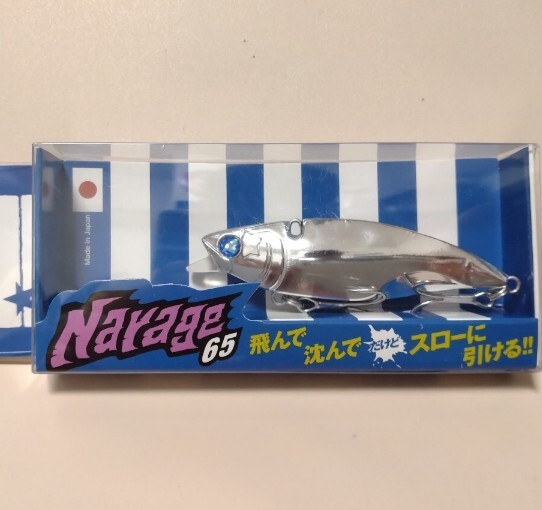 Made in Japan
Narage
65
飛んで
沈んで
だけど
スローに
引ける!!